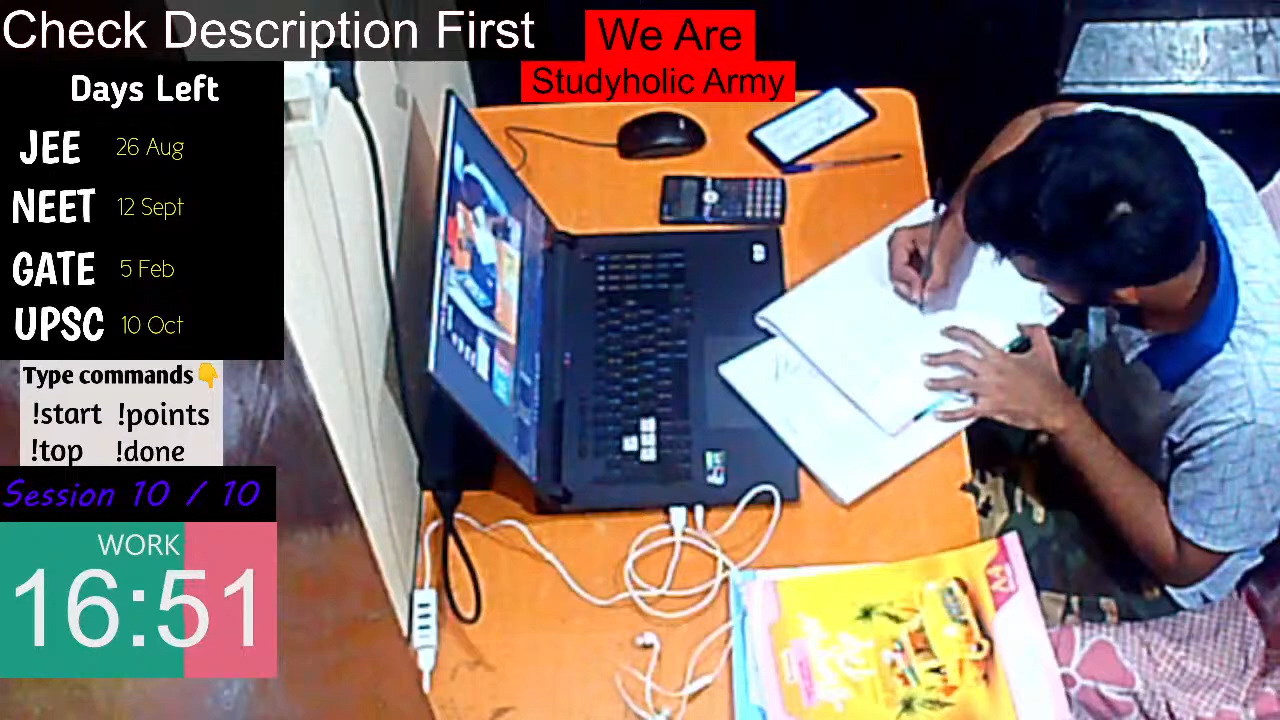 Check Description First
We Are
Studyholic Army
Days Left
JEE 26 Aug
NEET 12 Sept
GATE 5 Feb
UPSC 10 Oct
Type commands👇
!start !points
!top !done
Session 10 / 10
WORK
16:51
A4